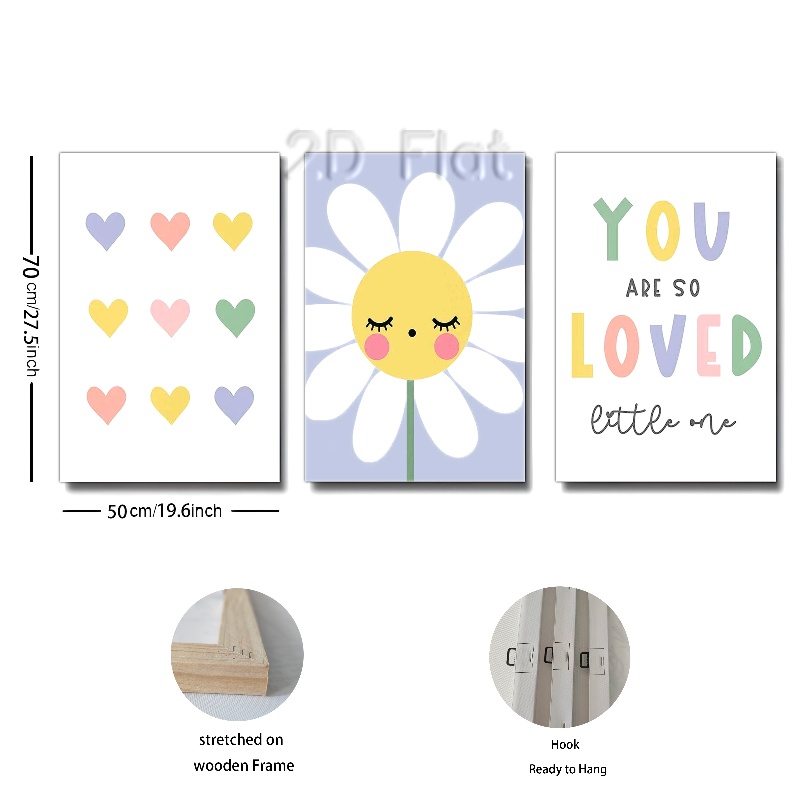 2D Flat
70 cm/27.5inch
YOU
ARE SO
LOVED
little one
50cm/19.6inch
stretched on
wooden Frame
Hook
Ready to Hang